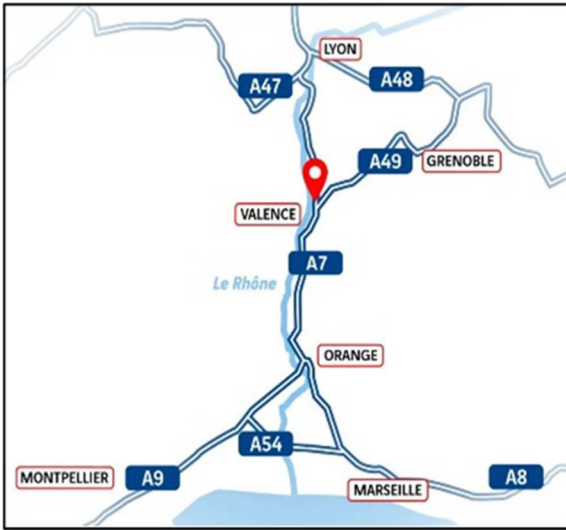 LYON
A47
A48
A49
GRENOBLE
VALENCE
A7
Le Rhône
ORANGE
A54
MONTPELLIER
A9
MARSEILLE
A8